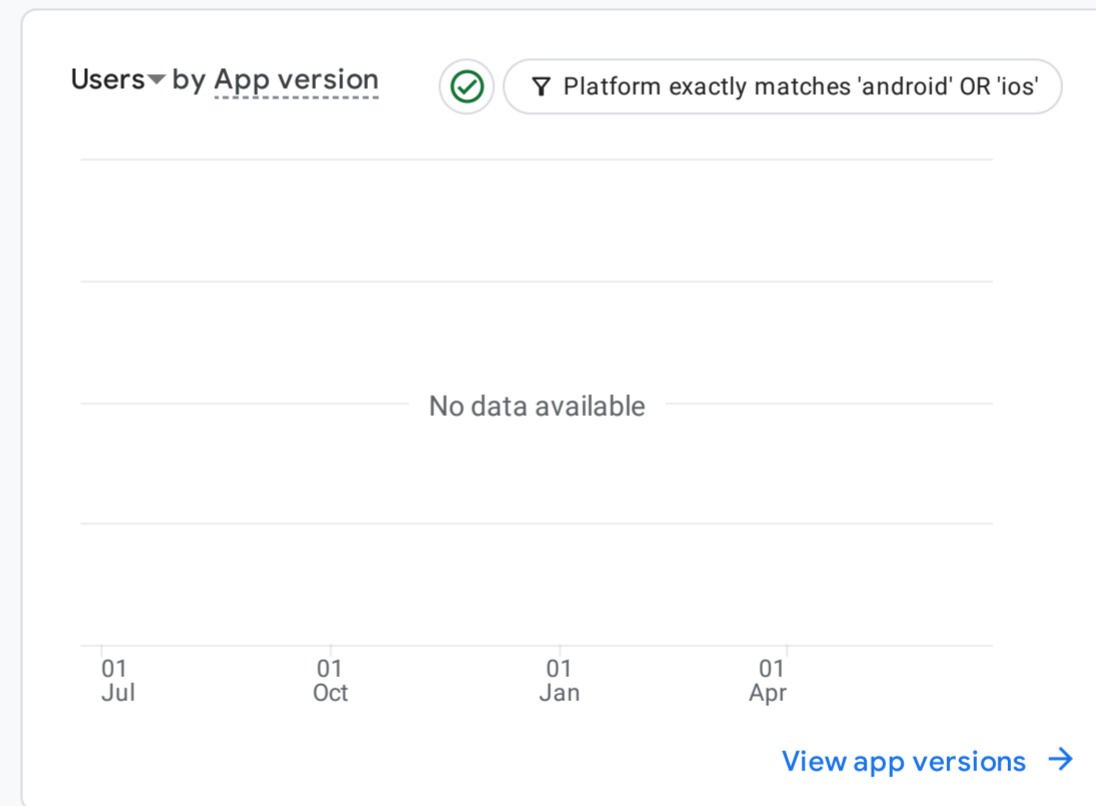 Users by App version
Platform exactly matches 'android' OR 'ios'
No data available
01 Jul
01 Oct
01 Jan
01 Apr
View app versions